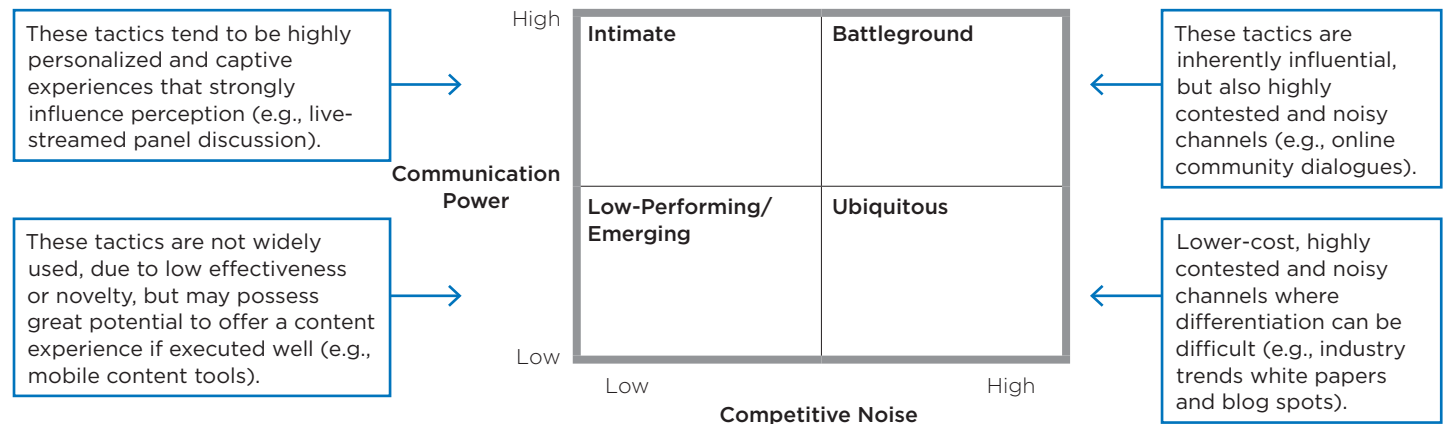 These tactics tend to be highly
personalized and captive
experiences that strongly
influence perception (e.g., live-
streamed panel discussion).
These tactics are not widely
used, due to low effectiveness
or novelty, but may possess
great potential to offer a content
experience if executed well (e.g.,
mobile content tools).
Communication
Power
High
Low
Intimate
Battleground
Low-Performing/
Emerging
Ubiquitous
Low
High
Competitive Noise
These tactics are
inherently influential,
but also highly
contested and noisy
channels (e.g., online
community dialogues).
Lower-cost, highly
contested and noisy
channels where
differentiation can be
difficult (e.g., industry
trends white papers
and blog spots).